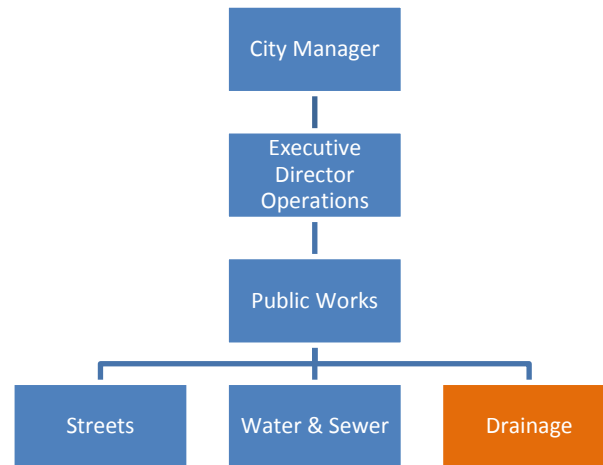 City Manager
Executive
Director
Operations
Public Works
Streets
Water & Sewer
Drainage